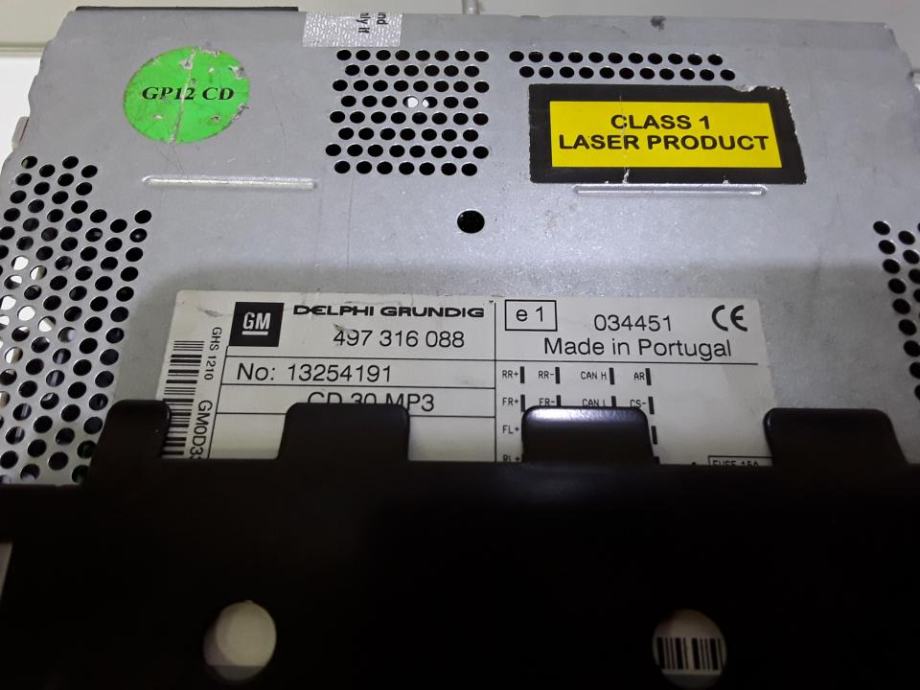 GP12 CD
CLASS 1
LASER PRODUCT
GM
DELPHI GRUNDIG
497 316 088
e 1
034451
CE
Made in Portugal
No: 13254191
CD 30 MP3
GHS 1210
RR+ RR- CAN H AR
FR+ FR- CAN L CS-
FL+